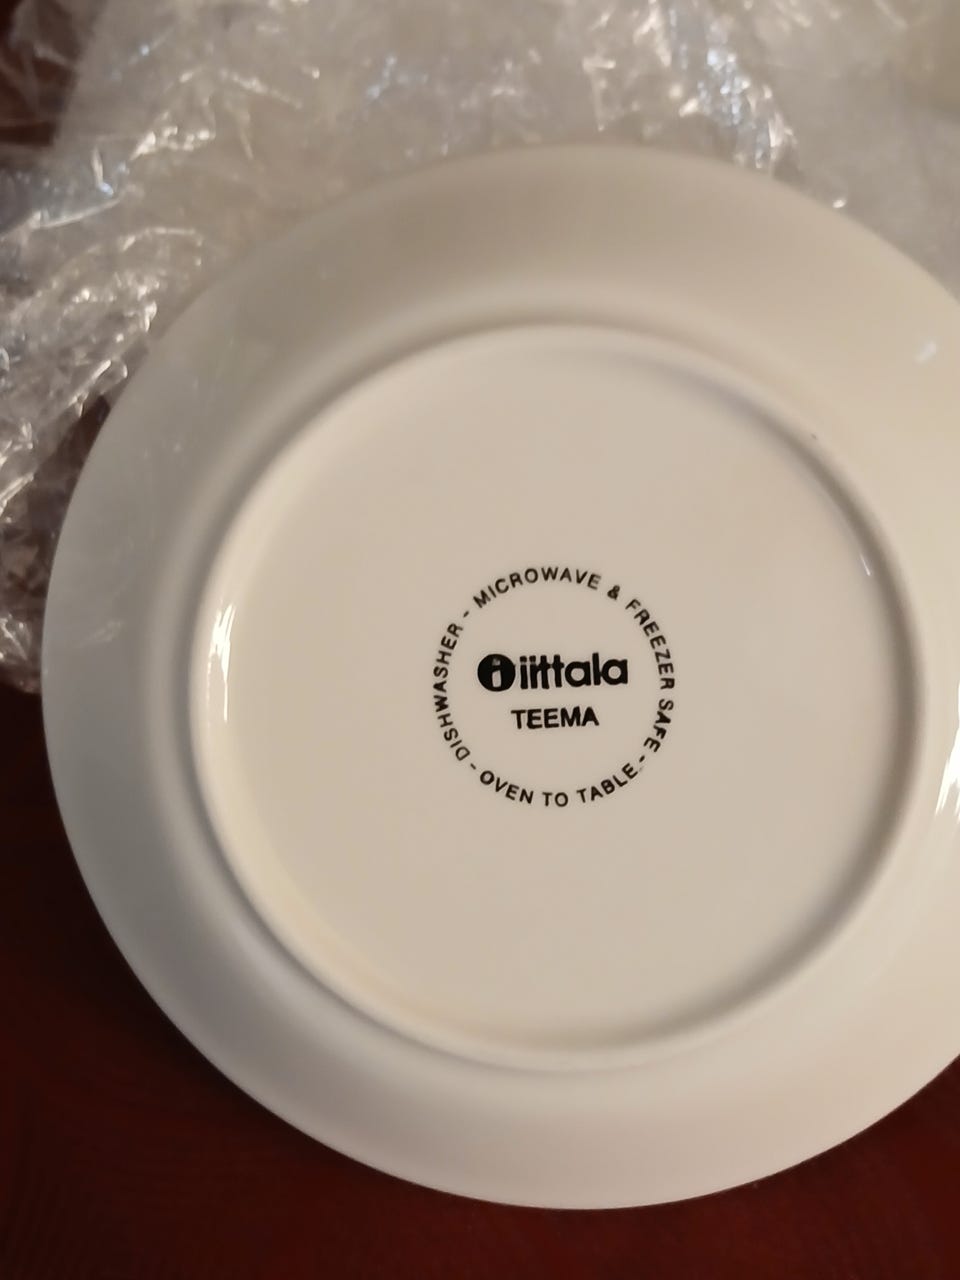 DISHWASHER - MICROWAVE & FREEZER SAFE -
iittala
TEEMA
OVEN TO TABLE -